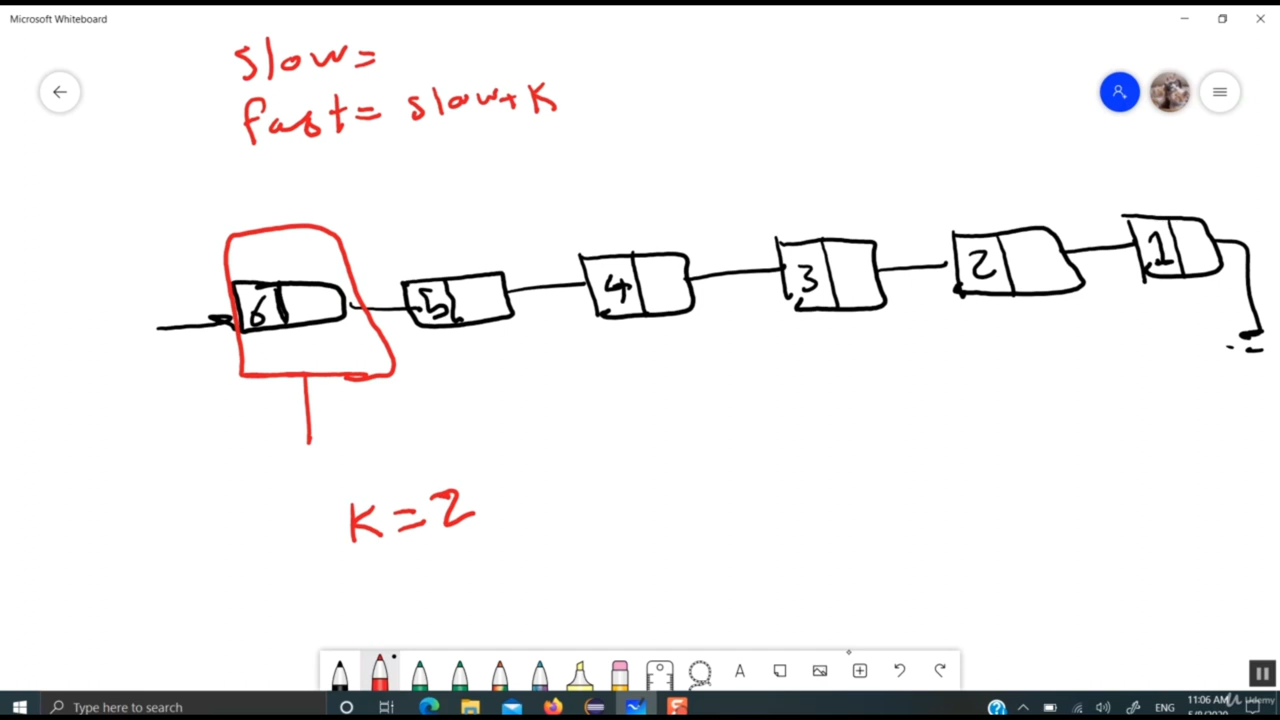 Microsoft Whiteboard
slow=
fast= slow+K
6 5 4 3 2 1
K=2
A
Type here to search
ENG
11:06 AM
Udemy